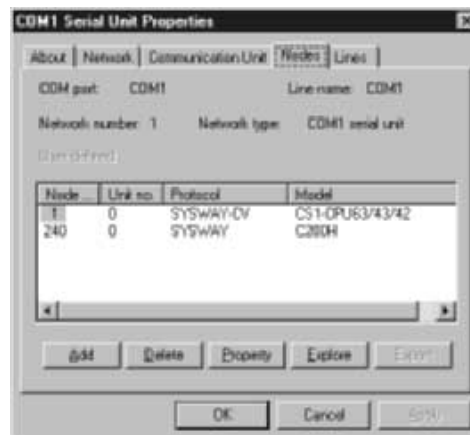 COM1 Serial Unit Properties
About Network Communication Unit Nodes Lines
COM port: COM1 Line name: COM1
Network number: 1 Network type: COM1 serial unit
User defined:
Node ... Unit no. Protocol Model
1 0 SYSWAY-CV CS1-CPU63/43/42
240 0 SYSWAY C200H
Add Delete Property Explore Export
OK Cancel Apply